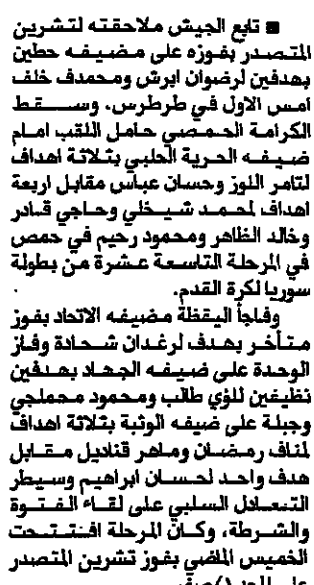 ■ تابع الجيش ملاحقته لتشرين
المتصدر بفوزه على مضيفه حطين
بهدفين لرضوان ابرش ومحمدف خلف
امس الاول في طرطرس. وسقط
الكرامة الحمصي حامل اللقب امام
ضيفه الحرية الحلبي بثلاثة اهداف
لتامر اللوز وحسان عباس مقابل اربعة
اهداف لمحمد شيخلي وحاجي قادر
وخالد الظاهر ومحمود رحيم في حمص
في المرحلة التاسعة عشرة من بطولة
سوريا لكرة القدم.
وفاجأ اليقظة مضيفه الاتحاد بفوز
متأخر بهدف لرغدان شحادة وفاز
الوحدة على ضيفه الجهاد بهدفين
نظيفين للؤي طالب ومحمود محملجي
وجبلة على ضيفه الوثبة بثلاثة اهداف
لمناف رمضان وماهر قناديل مقابل
هدف واحد لحسان ابراهيم وسيطر
التعادل السلبي على لقاء الفتوة
والشرطة، وكان المرحلة افتتحت
الخميس الماضي بفوز تشرين المتصدر